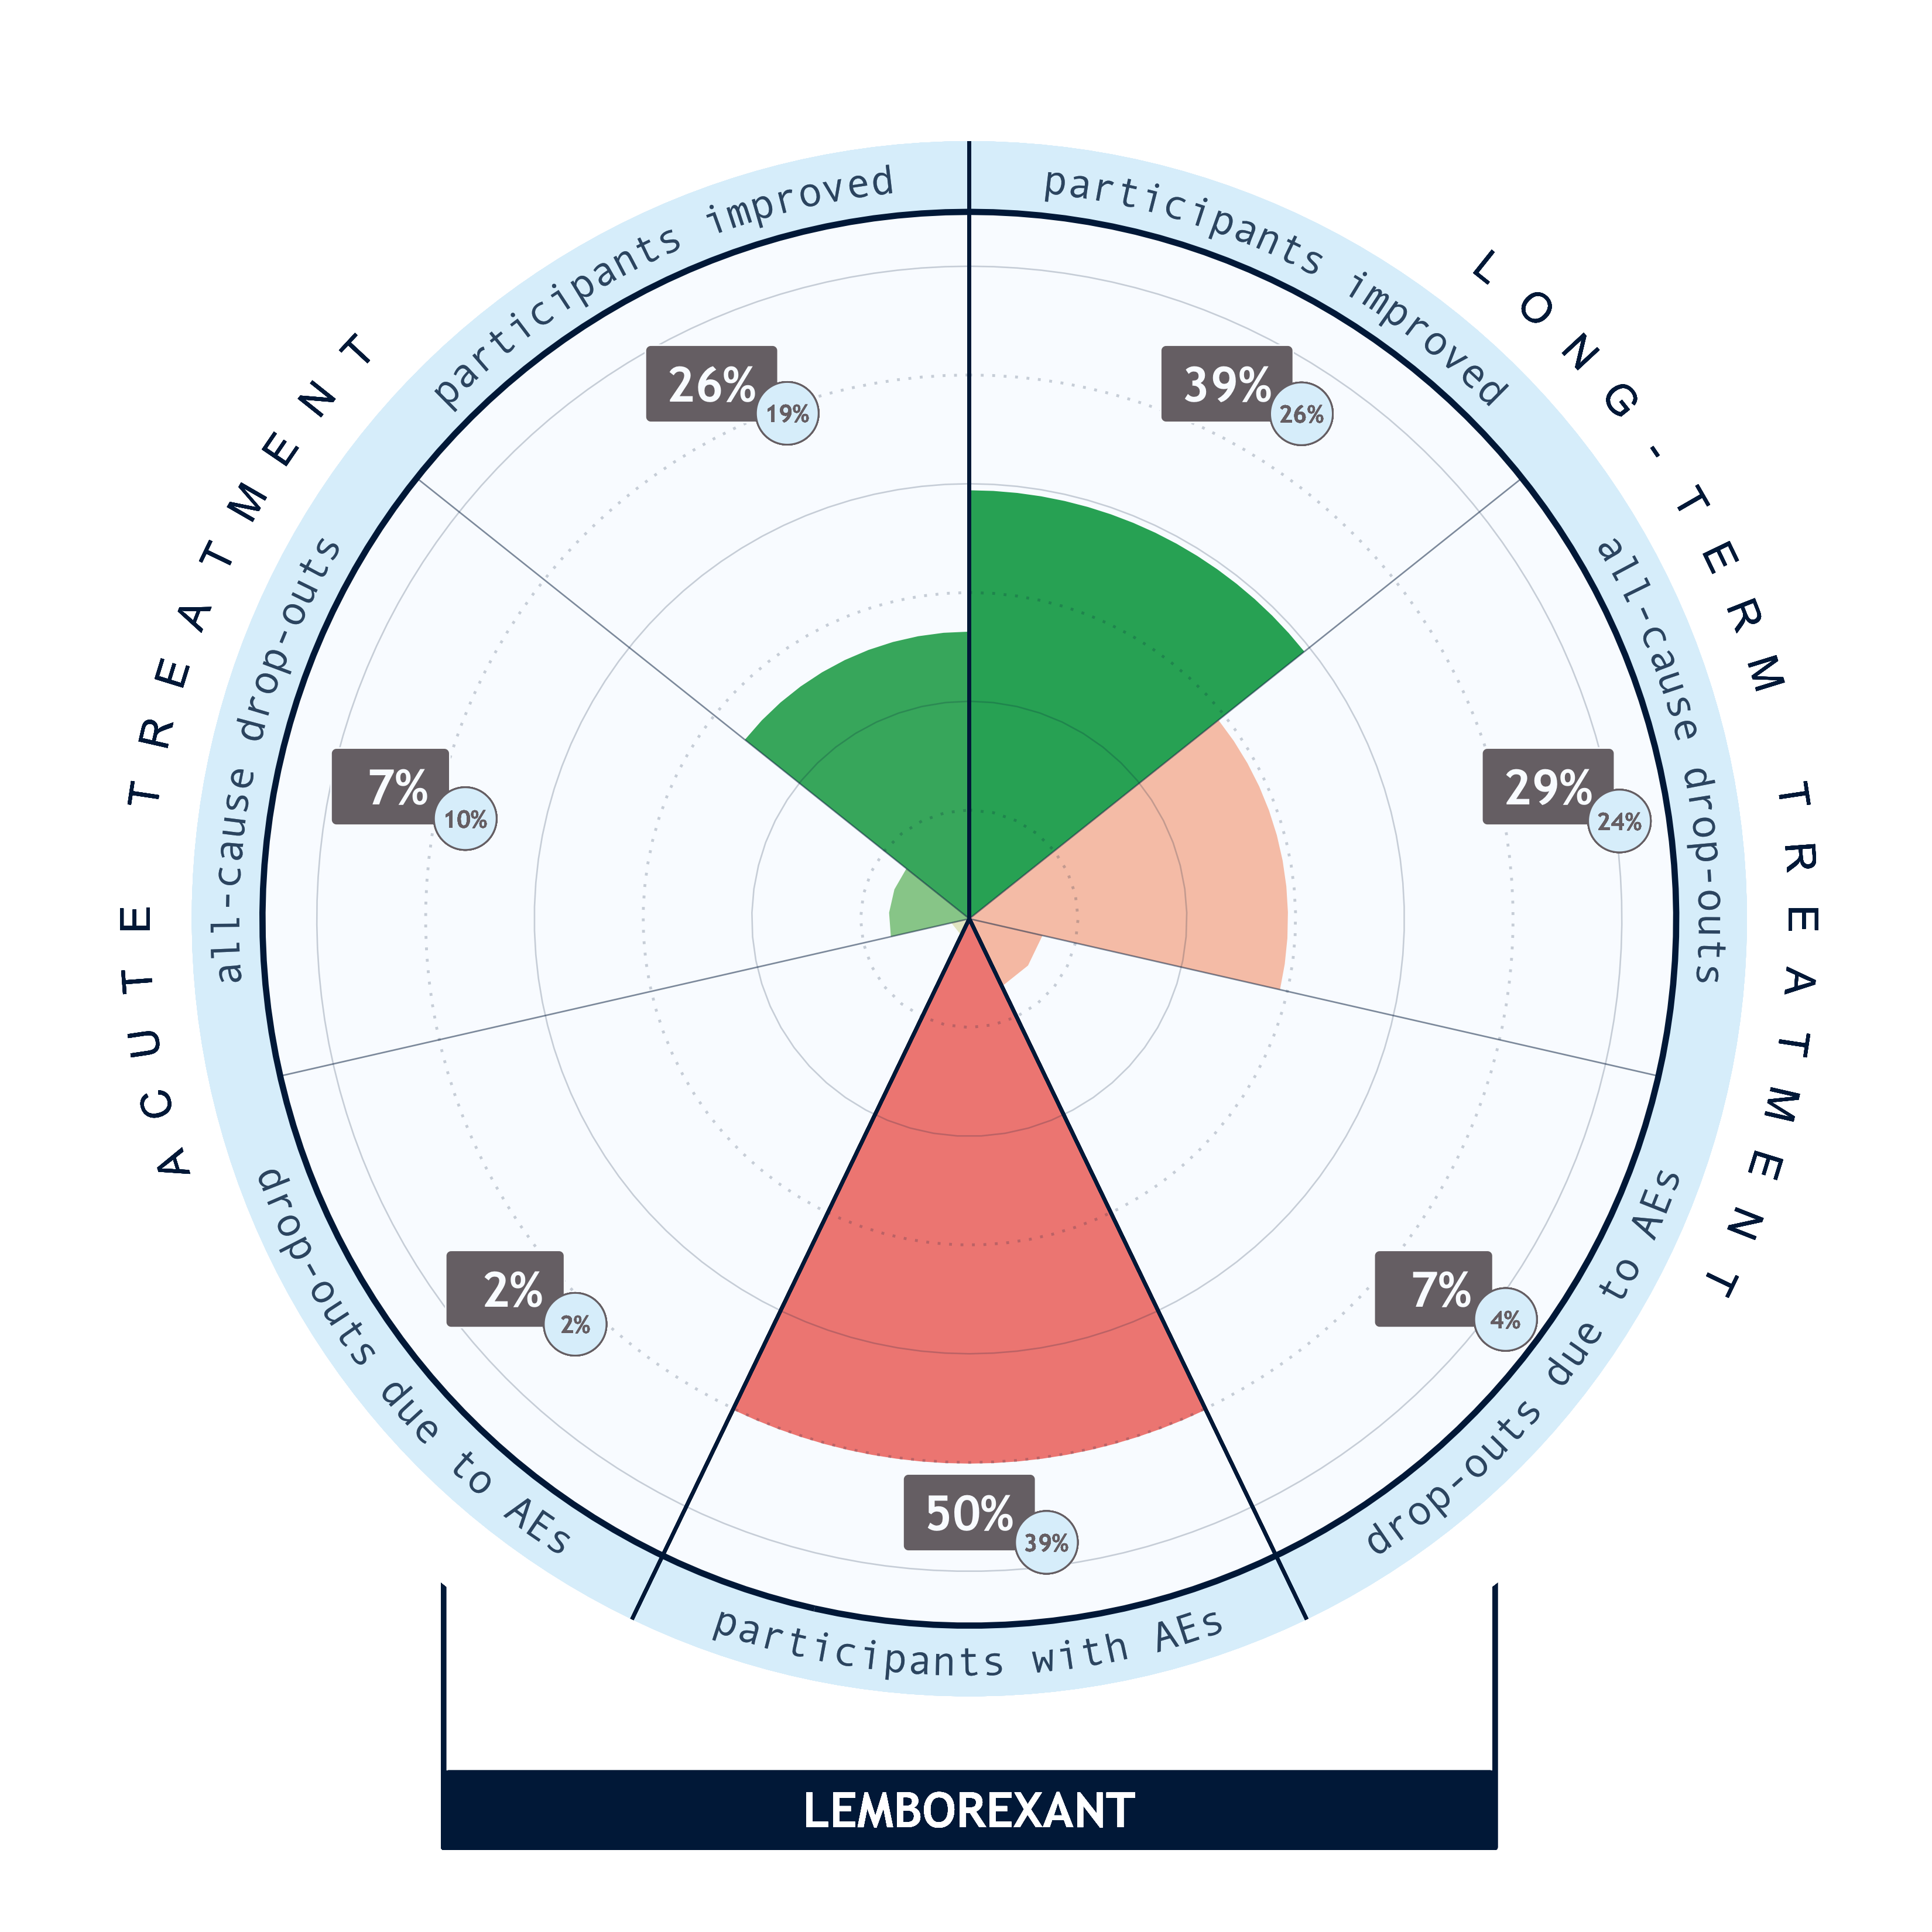 ACUTE TREATMENT
LONG-TERM TREATMENT
participants improved
26%
19%
participants improved
39%
26%
all-cause drop-outs
7%
10%
all-cause drop-outs
29%
24%
drop-outs due to AEs
2%
2%
drop-outs due to AEs
7%
4%
50%
39%
participants with AEs
LEMBOREXANT